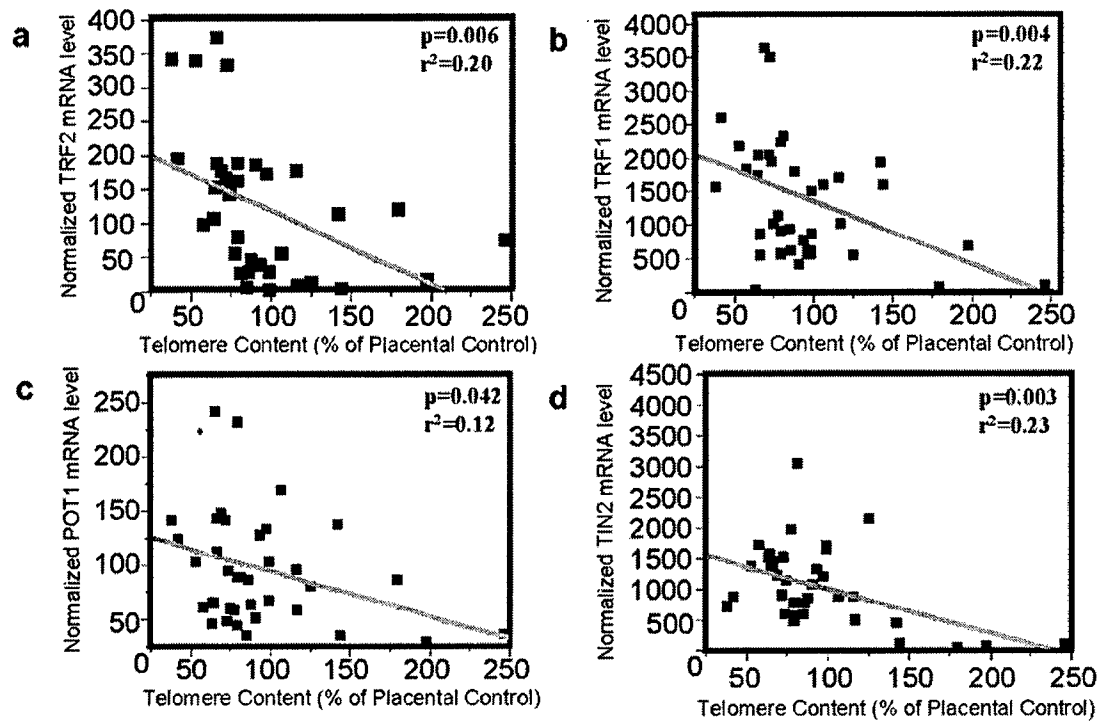 a
p=0.006
r²=0.20
Normalized TRF2 mRNA level
400
350
300
250
200
150
100
50
0
50
100
150
200
250
Telomere Content (% of Placental Control)
b
p=0.004
r²=0.22
Normalized TRF1 mRNA level
4000
3500
3000
2500
2000
1500
1000
500
0
50
100
150
200
250
Telomere Content (% of Placental Control)
c
p=0.042
r²=0.12
Normalized POT1 mRNA level
250
200
150
100
50
0
50
100
150
200
250
Telomere Content (% of Placental Control)
d
p=0.003
r²=0.23
Normalized TIN2 mRNA level
4500
4000
3500
3000
2500
2000
1500
1000
500
0
50
100
150
200
250
Telomere Content (% of Placental Control)